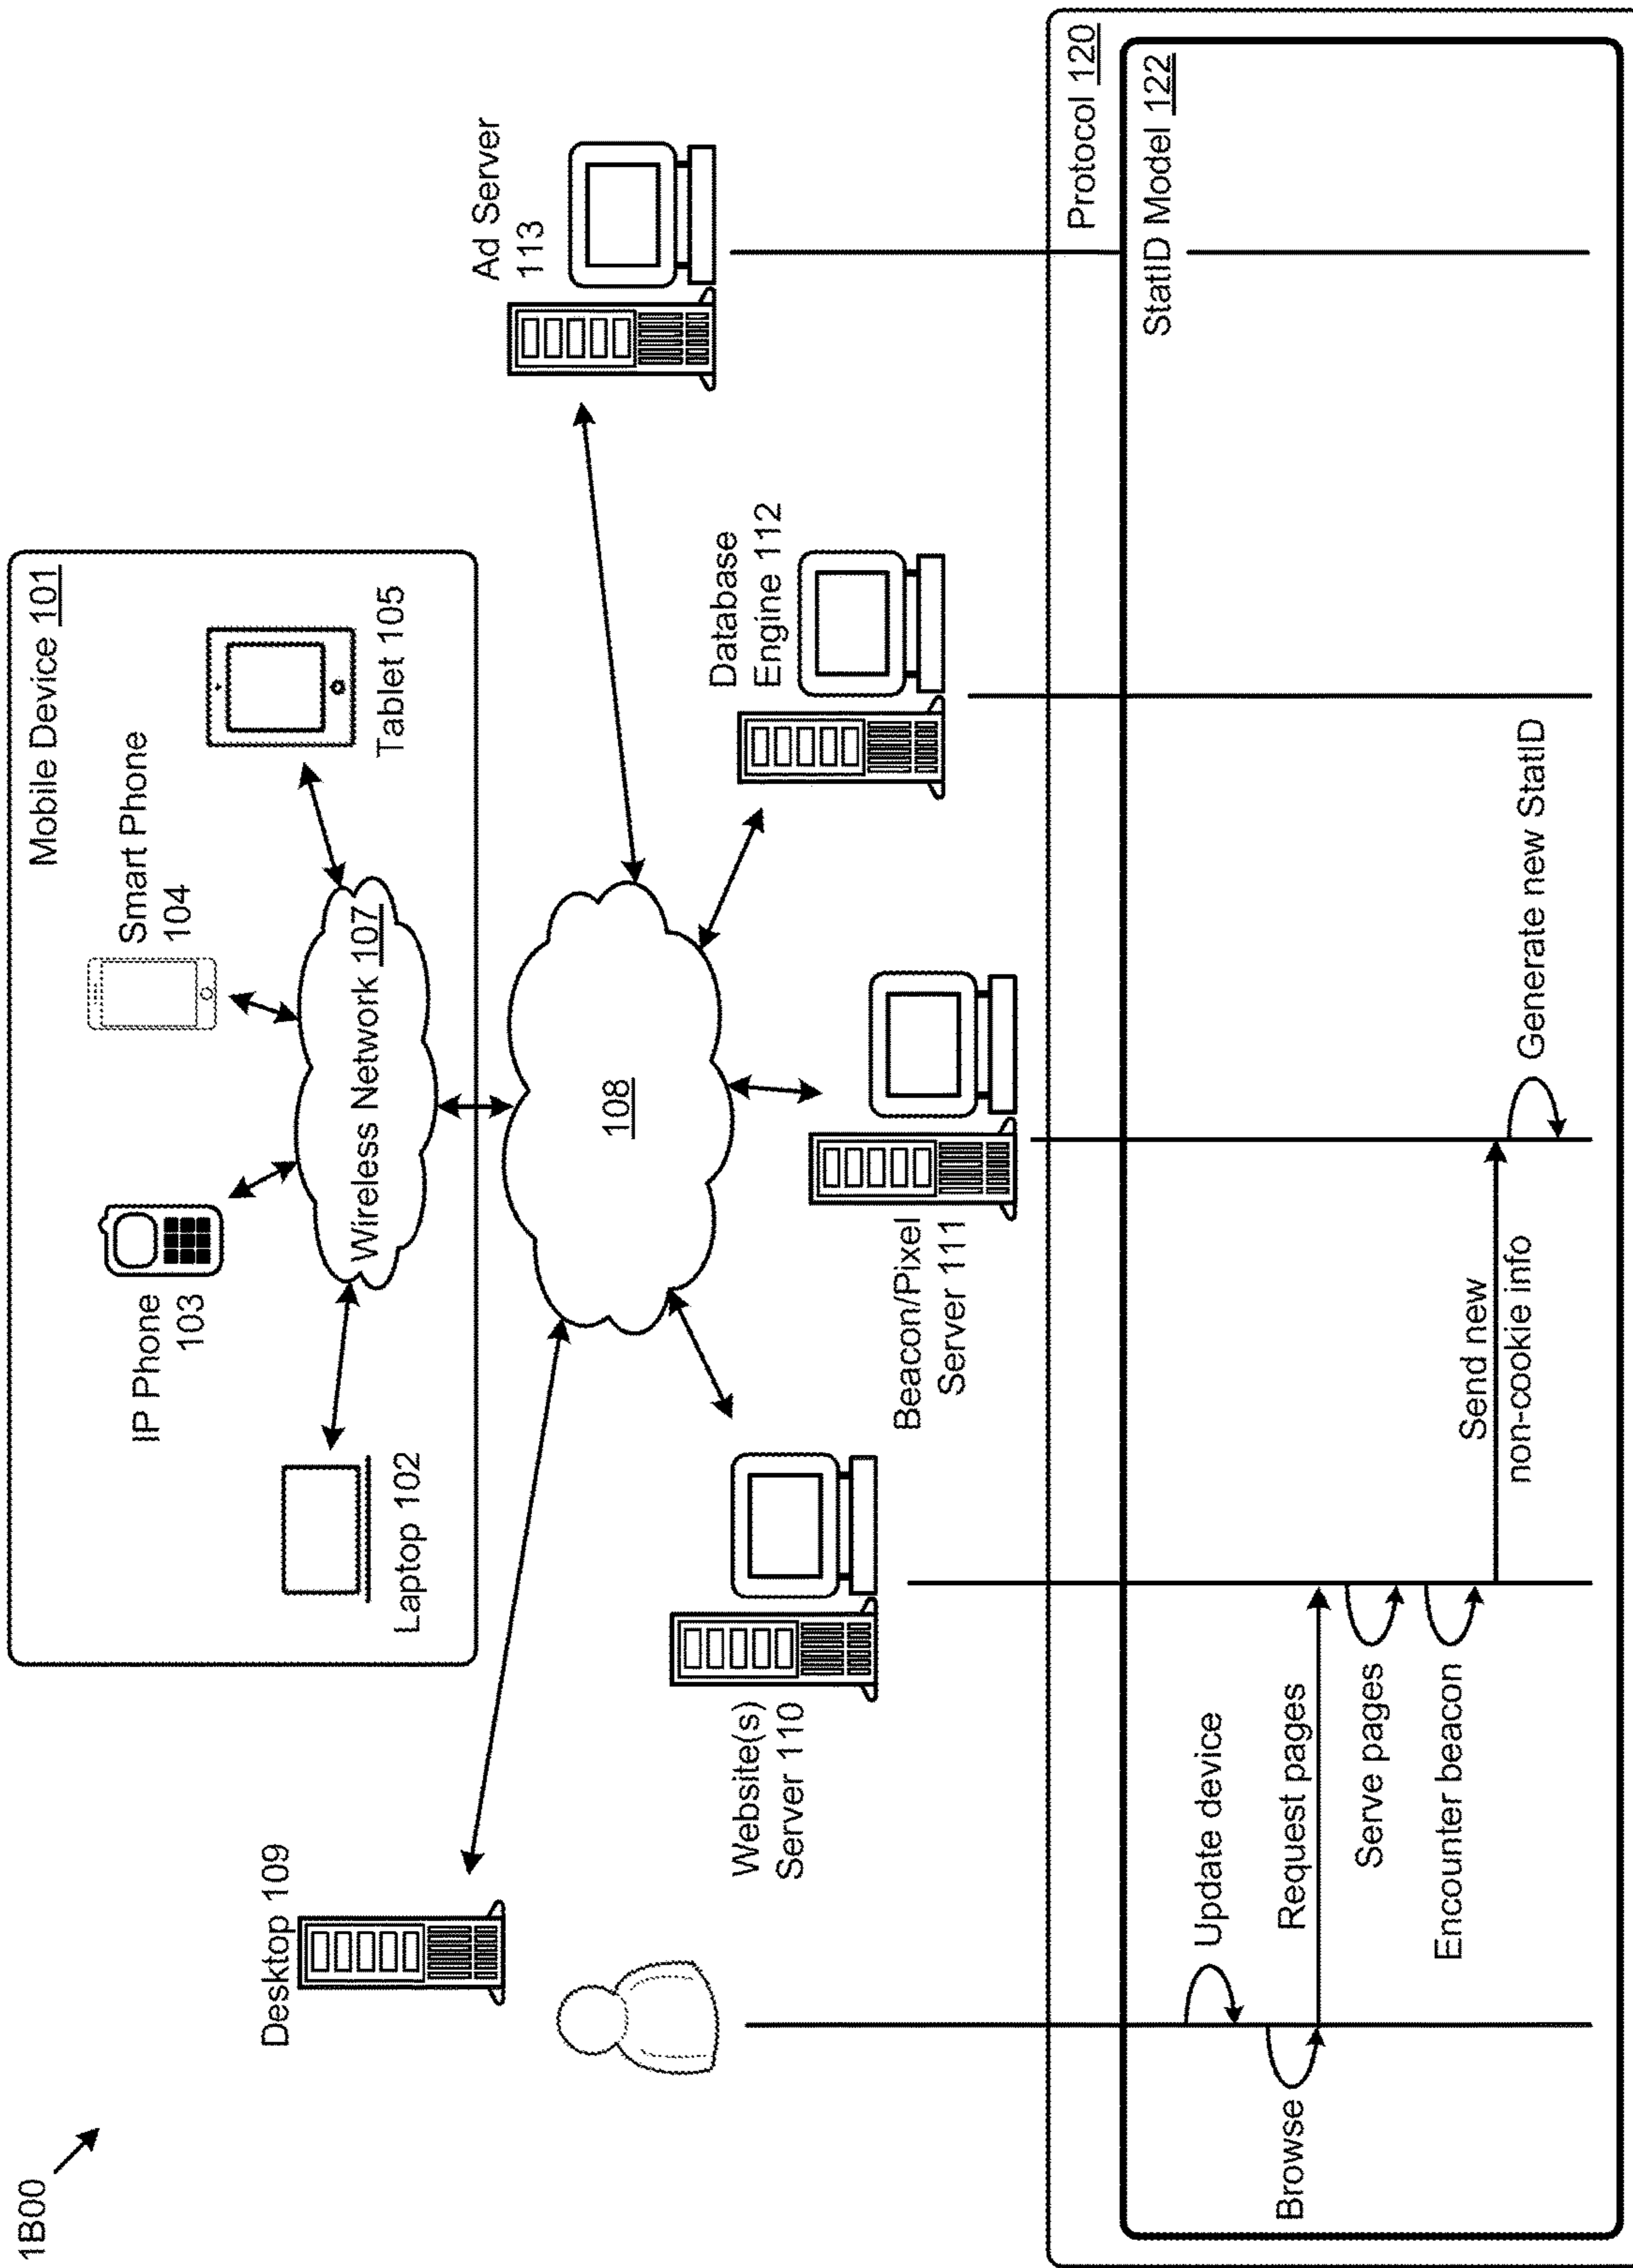 1B00
Mobile Device 101
IP Phone
103
Smart Phone
104
Laptop 102
Tablet 105
Wireless Network 107
Desktop 109
108
Ad Server
113
Website(s)
Server 110
Beacon/Pixel
Server 111
Database
Engine 112
Protocol 120
StatID Model 122
Update device
Browse
Request pages
Serve pages
Encounter beacon
Send new
non-cookie info
Generate new StatID